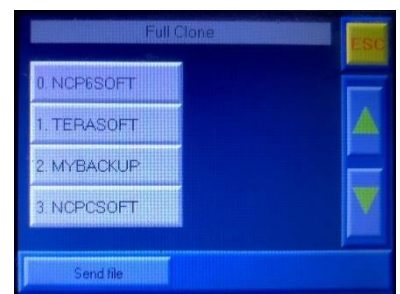 Full Clone
ESC
0. NCP6SOFT
1. TERASOFT
2. MYBACKUP
3. NCPCSOFT
Send file